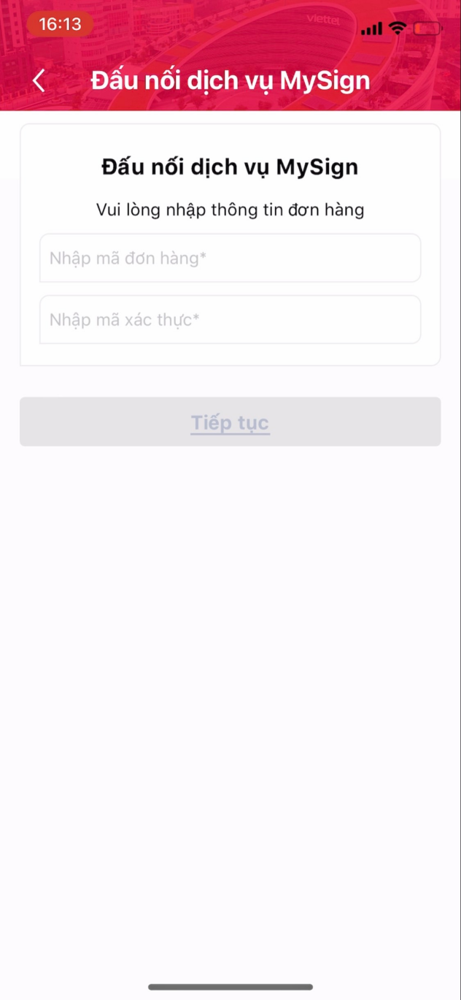 16:13
viettel
Đấu nối dịch vụ MySign
Đấu nối dịch vụ MySign
Vui lòng nhập thông tin đơn hàng
Nhập mã đơn hàng*
Nhập mã xác thực*
Tiếp tục